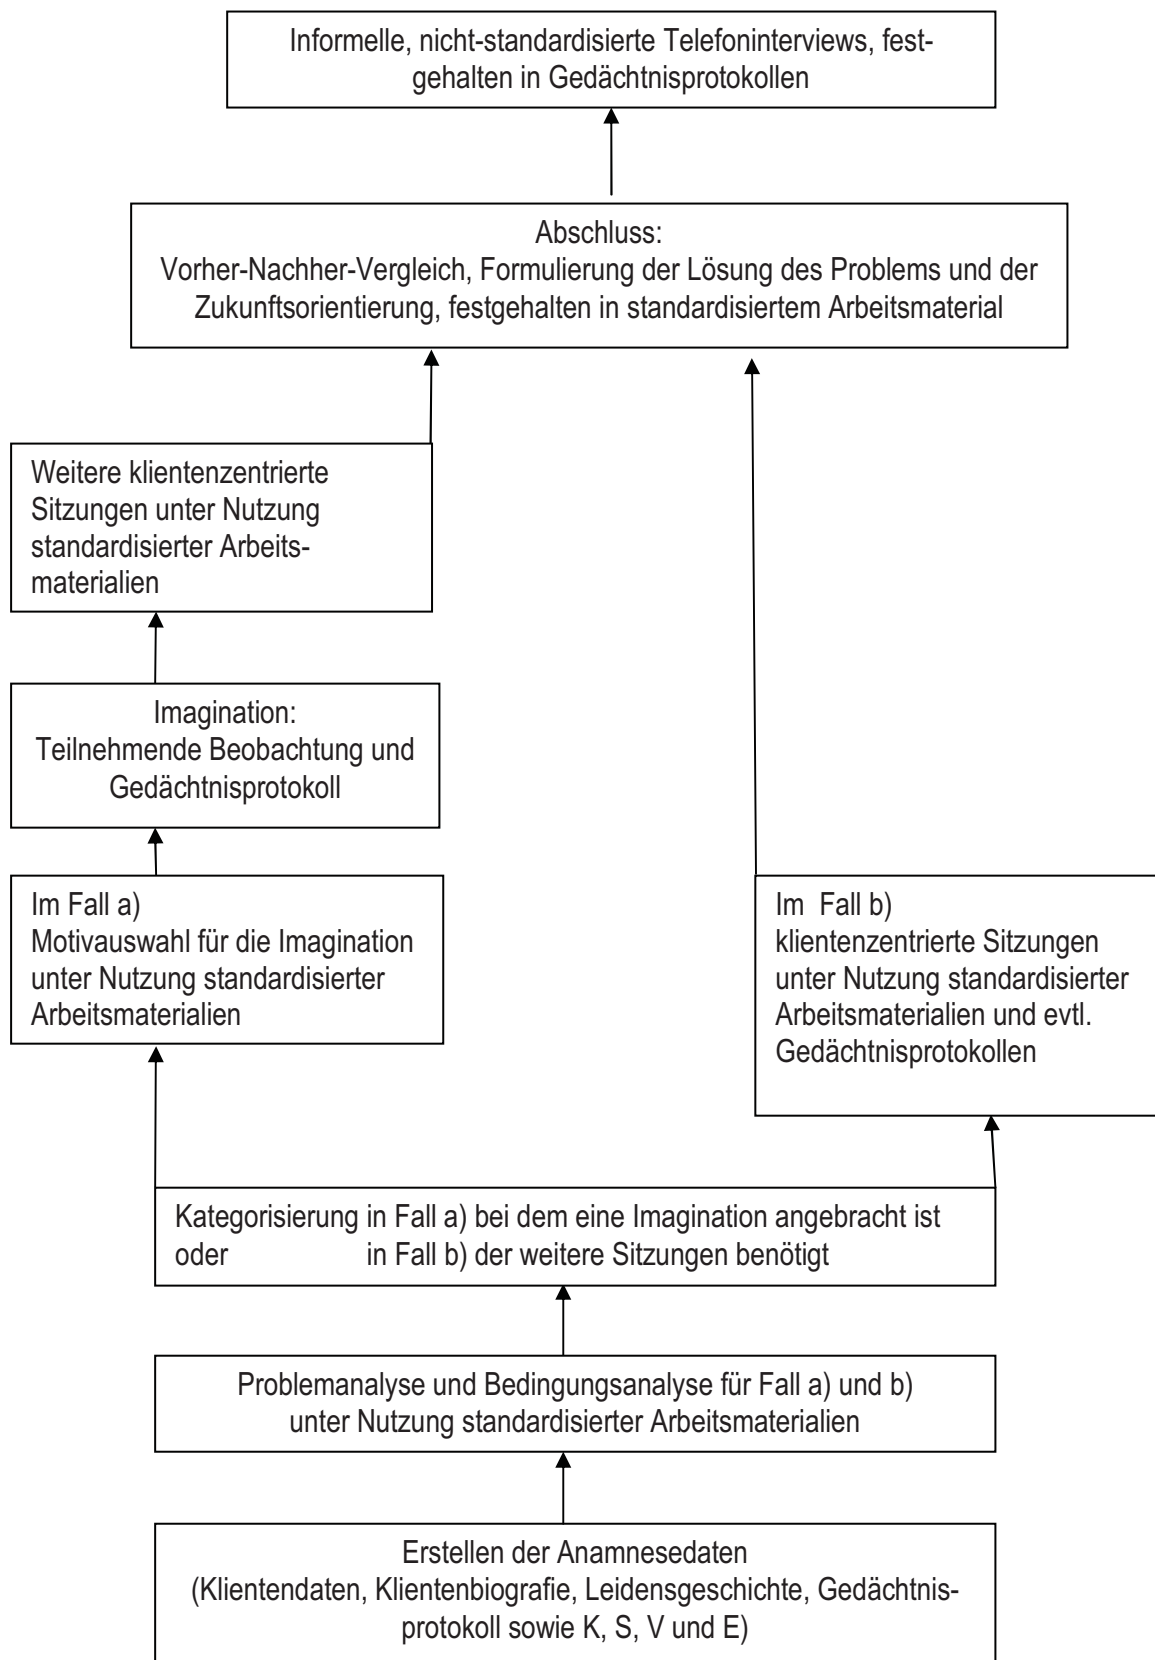 Informelle, nicht-standardisierte Telefoninterviews, fest-
gehalten in Gedächtnisprotokollen
Abschluss:
Vorher-Nachher-Vergleich, Formulierung der Lösung des Problems und der
Zukunftsorientierung, festgehalten in standardisiertem Arbeitsmaterial
Weitere klientenzentrierte
Sitzungen unter Nutzung
standardisierter Arbeits-
materialien
Imagination:
Teilnehmende Beobachtung und
Gedächtnisprotokoll
Im Fall a)
Motivauswahl für die Imagination
unter Nutzung standardisierter
Arbeitsmaterialien
Im Fall b)
klientenzentrierte Sitzungen
unter Nutzung standardisierter
Arbeitsmaterialien und evtl.
Gedächtnisprotokollen
Kategorisierung in Fall a) bei dem eine Imagination angebracht ist
oder in Fall b) der weitere Sitzungen benötigt
Problemanalyse und Bedingungsanalyse für Fall a) und b)
unter Nutzung standardisierter Arbeitsmaterialien
Erstellen der Anamnesedaten
(Klientendaten, Klientenbiografie, Leidensgeschichte, Gedächtnis-
protokoll sowie K, S, V und E)